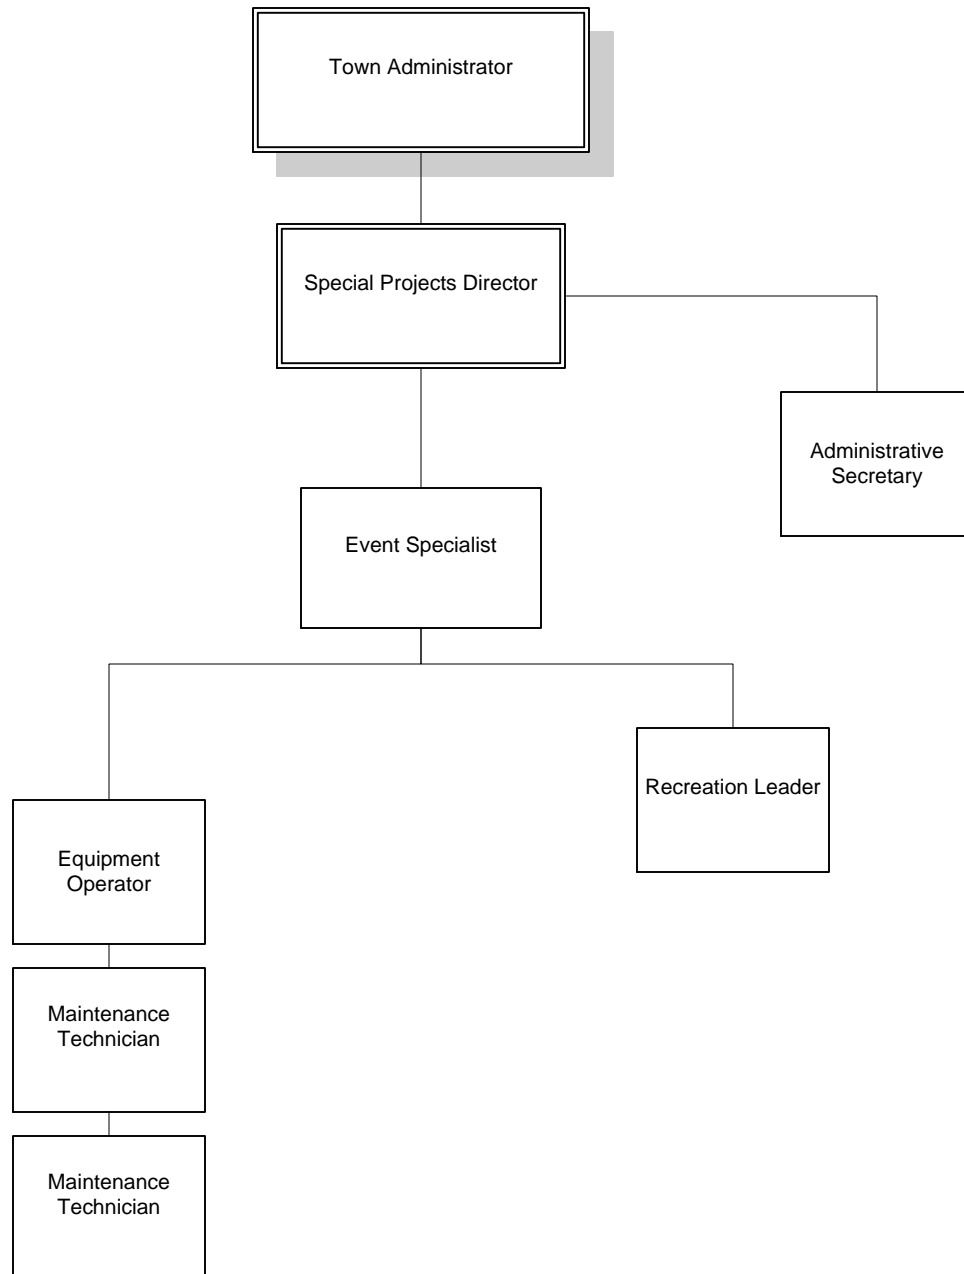 Town Administrator
Special Projects Director
Administrative
Secretary
Event Specialist
Recreation Leader
Equipment
Operator
Maintenance
Technician
Maintenance
Technician